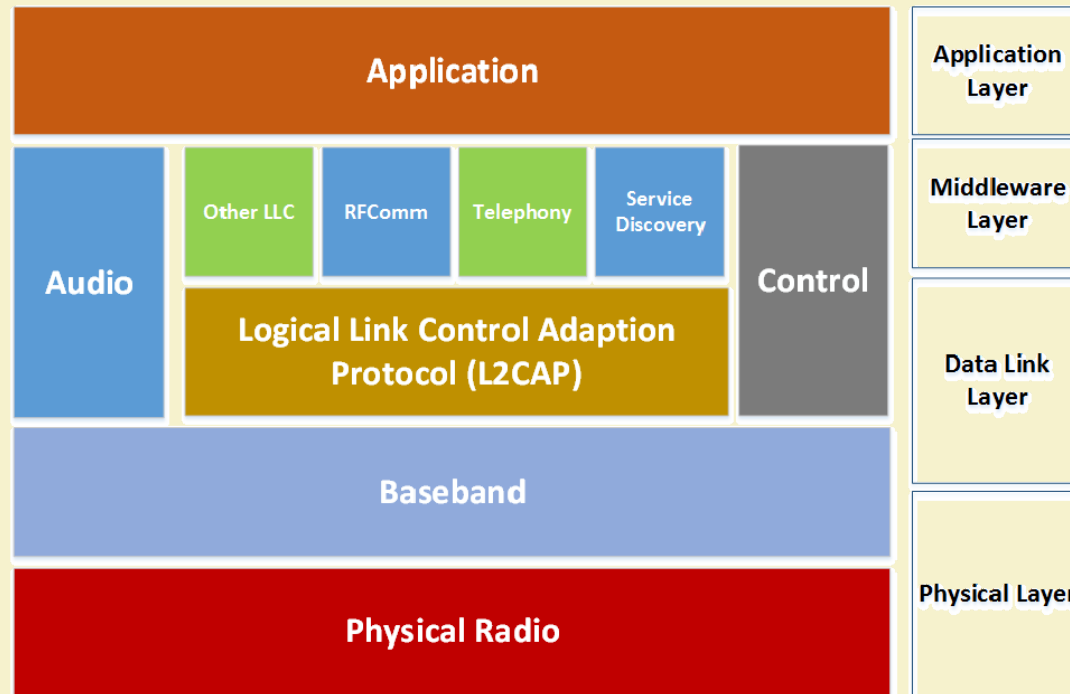 Application
Application
Layer
Audio
Other LLC
RFComm
Telephony
Service
Discovery
Control
Middleware
Layer
Logical Link Control Adaption
Protocol (L2CAP)
Data Link
Layer
Baseband
Physical Layer
Physical Radio